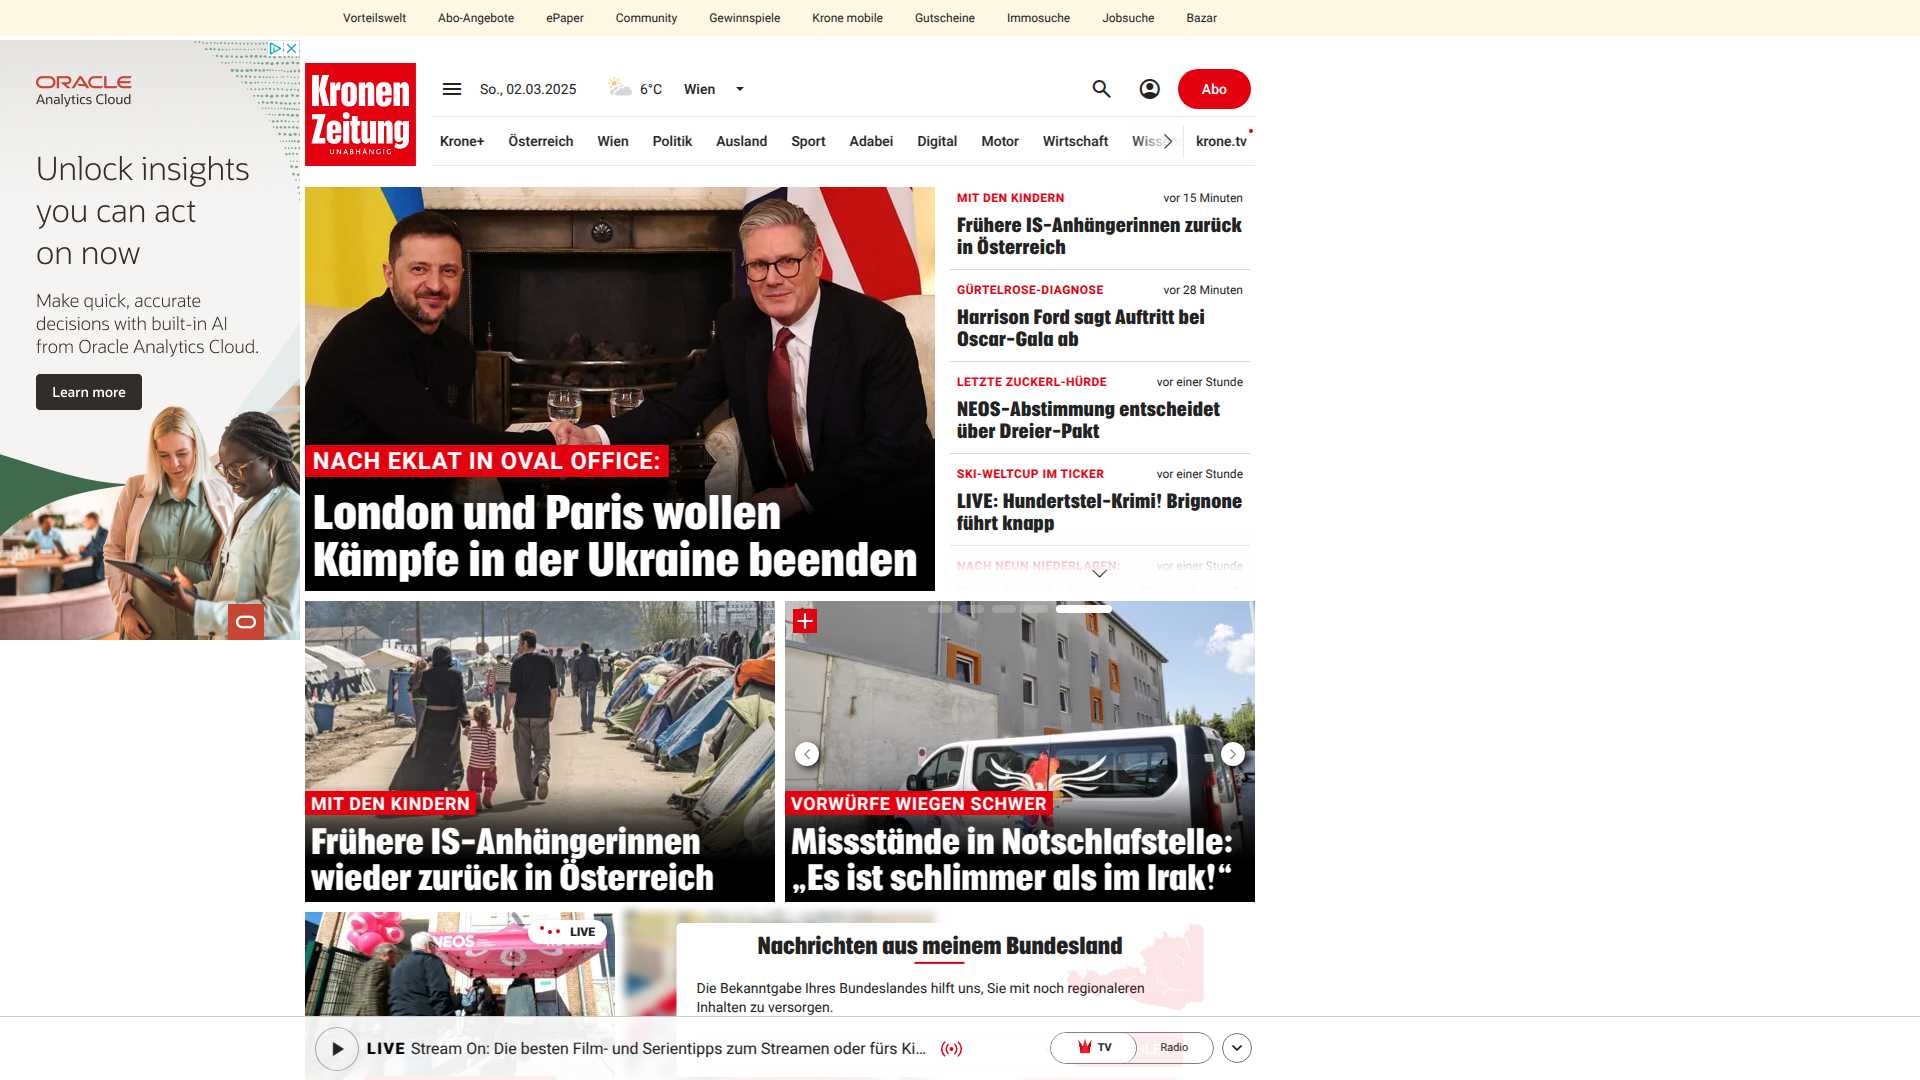 Vorteilswelt Abo-Angebote ePaper Community Gewinnspiele Krone mobile Gutscheine Immosuche Jobsuche Bazar
ORACLE
Analytics Cloud
Unlock insights
you can act
on now
Make quick, accurate
decisions with built-in AI
from Oracle Analytics Cloud.
Learn more
Kronen
Zeitung
UNABHÄNGIG
So., 02.03.2025 6°C Wien
Abo
Krone+ Österreich Wien Politik Ausland Sport Adabei Digital Motor Wirtschaft krone.tv
NACH EKLAT IN OVAL OFFICE:
London und Paris wollen
Kämpfe in der Ukraine beenden
MIT DEN KINDERN vor 15 Minuten
Frühere IS-Anhängerinnen zurück
in Österreich
GÜRTELROSE-DIAGNOSE vor 28 Minuten
Harrison Ford sagt Auftritt bei
Oscar-Gala ab
LETZTE ZUCKERL-HÜRDE vor einer Stunde
NEOS-Abstimmung entscheidet
über Dreier-Pakt
SKI-WELTCUP IM TICKER vor einer Stunde
LIVE: Hundertstel-Krimi! Brignone
führt knapp
NACH NEUN NIEDERLAGEN: vor einer Stunde
MIT DEN KINDERN
Frühere IS-Anhängerinnen
wieder zurück in Österreich
VORWÜRFE WIEGEN SCHWER
Missstände in Notschlafstelle:
„Es ist schlimmer als im Irak!“
NEOS
LIVE
Nachrichten aus meinem Bundesland
Die Bekanntgabe Ihres Bundeslandes hilft uns, Sie mit noch regionaleren
Inhalten zu versorgen.
LIVE Stream On: Die besten Film- und Serientipps zum Streamen oder fürs Ki...
TV Radio